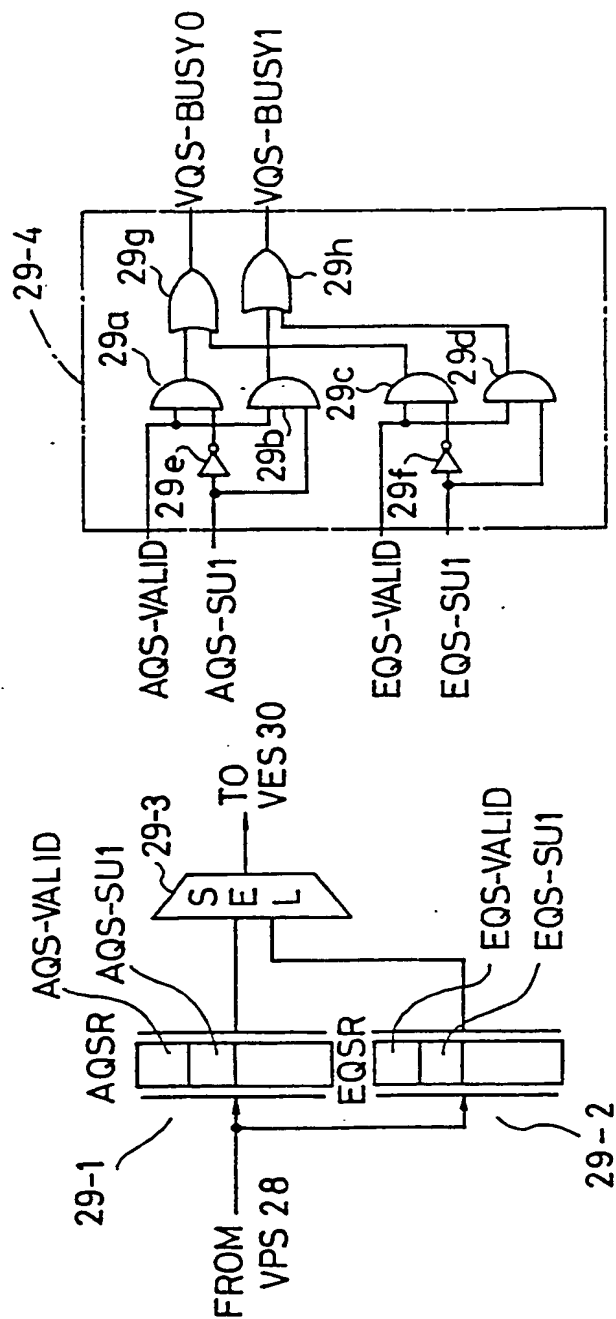 29-1
AQSR
AQS-VALID
AQS-SU1
FROM
VPS 28
29-3
SEL
TO
VES 30
EQSR
EQS-VALID
EQS-SU1
29-2
29-4
AQS-VALID
AQS-SU1
29e
29a
29b
29g
29h
VQS-BUSY0
VQS-BUSY1
EQS-VALID
EQS-SU1
29f
29c
29d